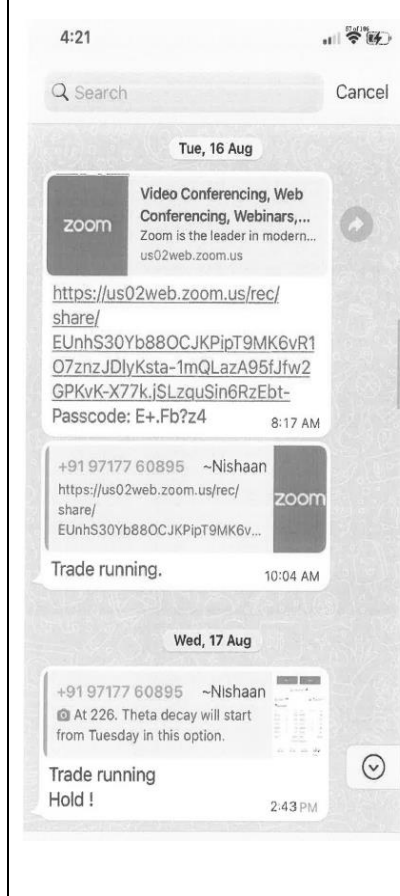 4:21
Search
Cancel
Tue, 16 Aug
zoom
Video Conferencing, Web
Conferencing, Webinars,...
Zoom is the leader in modern...
us02web.zoom.us
https://us02web.zoom.us/rec/
share/
EUnhS30Yb88OCJKPipT9MK6vR1
O7znzJDlyKsta-1mQLazA95fJfw2
GPKvK-X77k.jSLzquSin6RzEbt-
Passcode: E+.Fb?z4
8:17 AM
+91 97177 60895 ~Nishaan
https://us02web.zoom.us/rec/
share/
EUnhS30Yb88OCJKPipT9MK6v...
zoom
Trade running.
10:04 AM
Wed, 17 Aug
+91 97177 60895 ~Nishaan
At 226. Theta decay will start
from Tuesday in this option.
Trade running
Hold !
2:43 PM